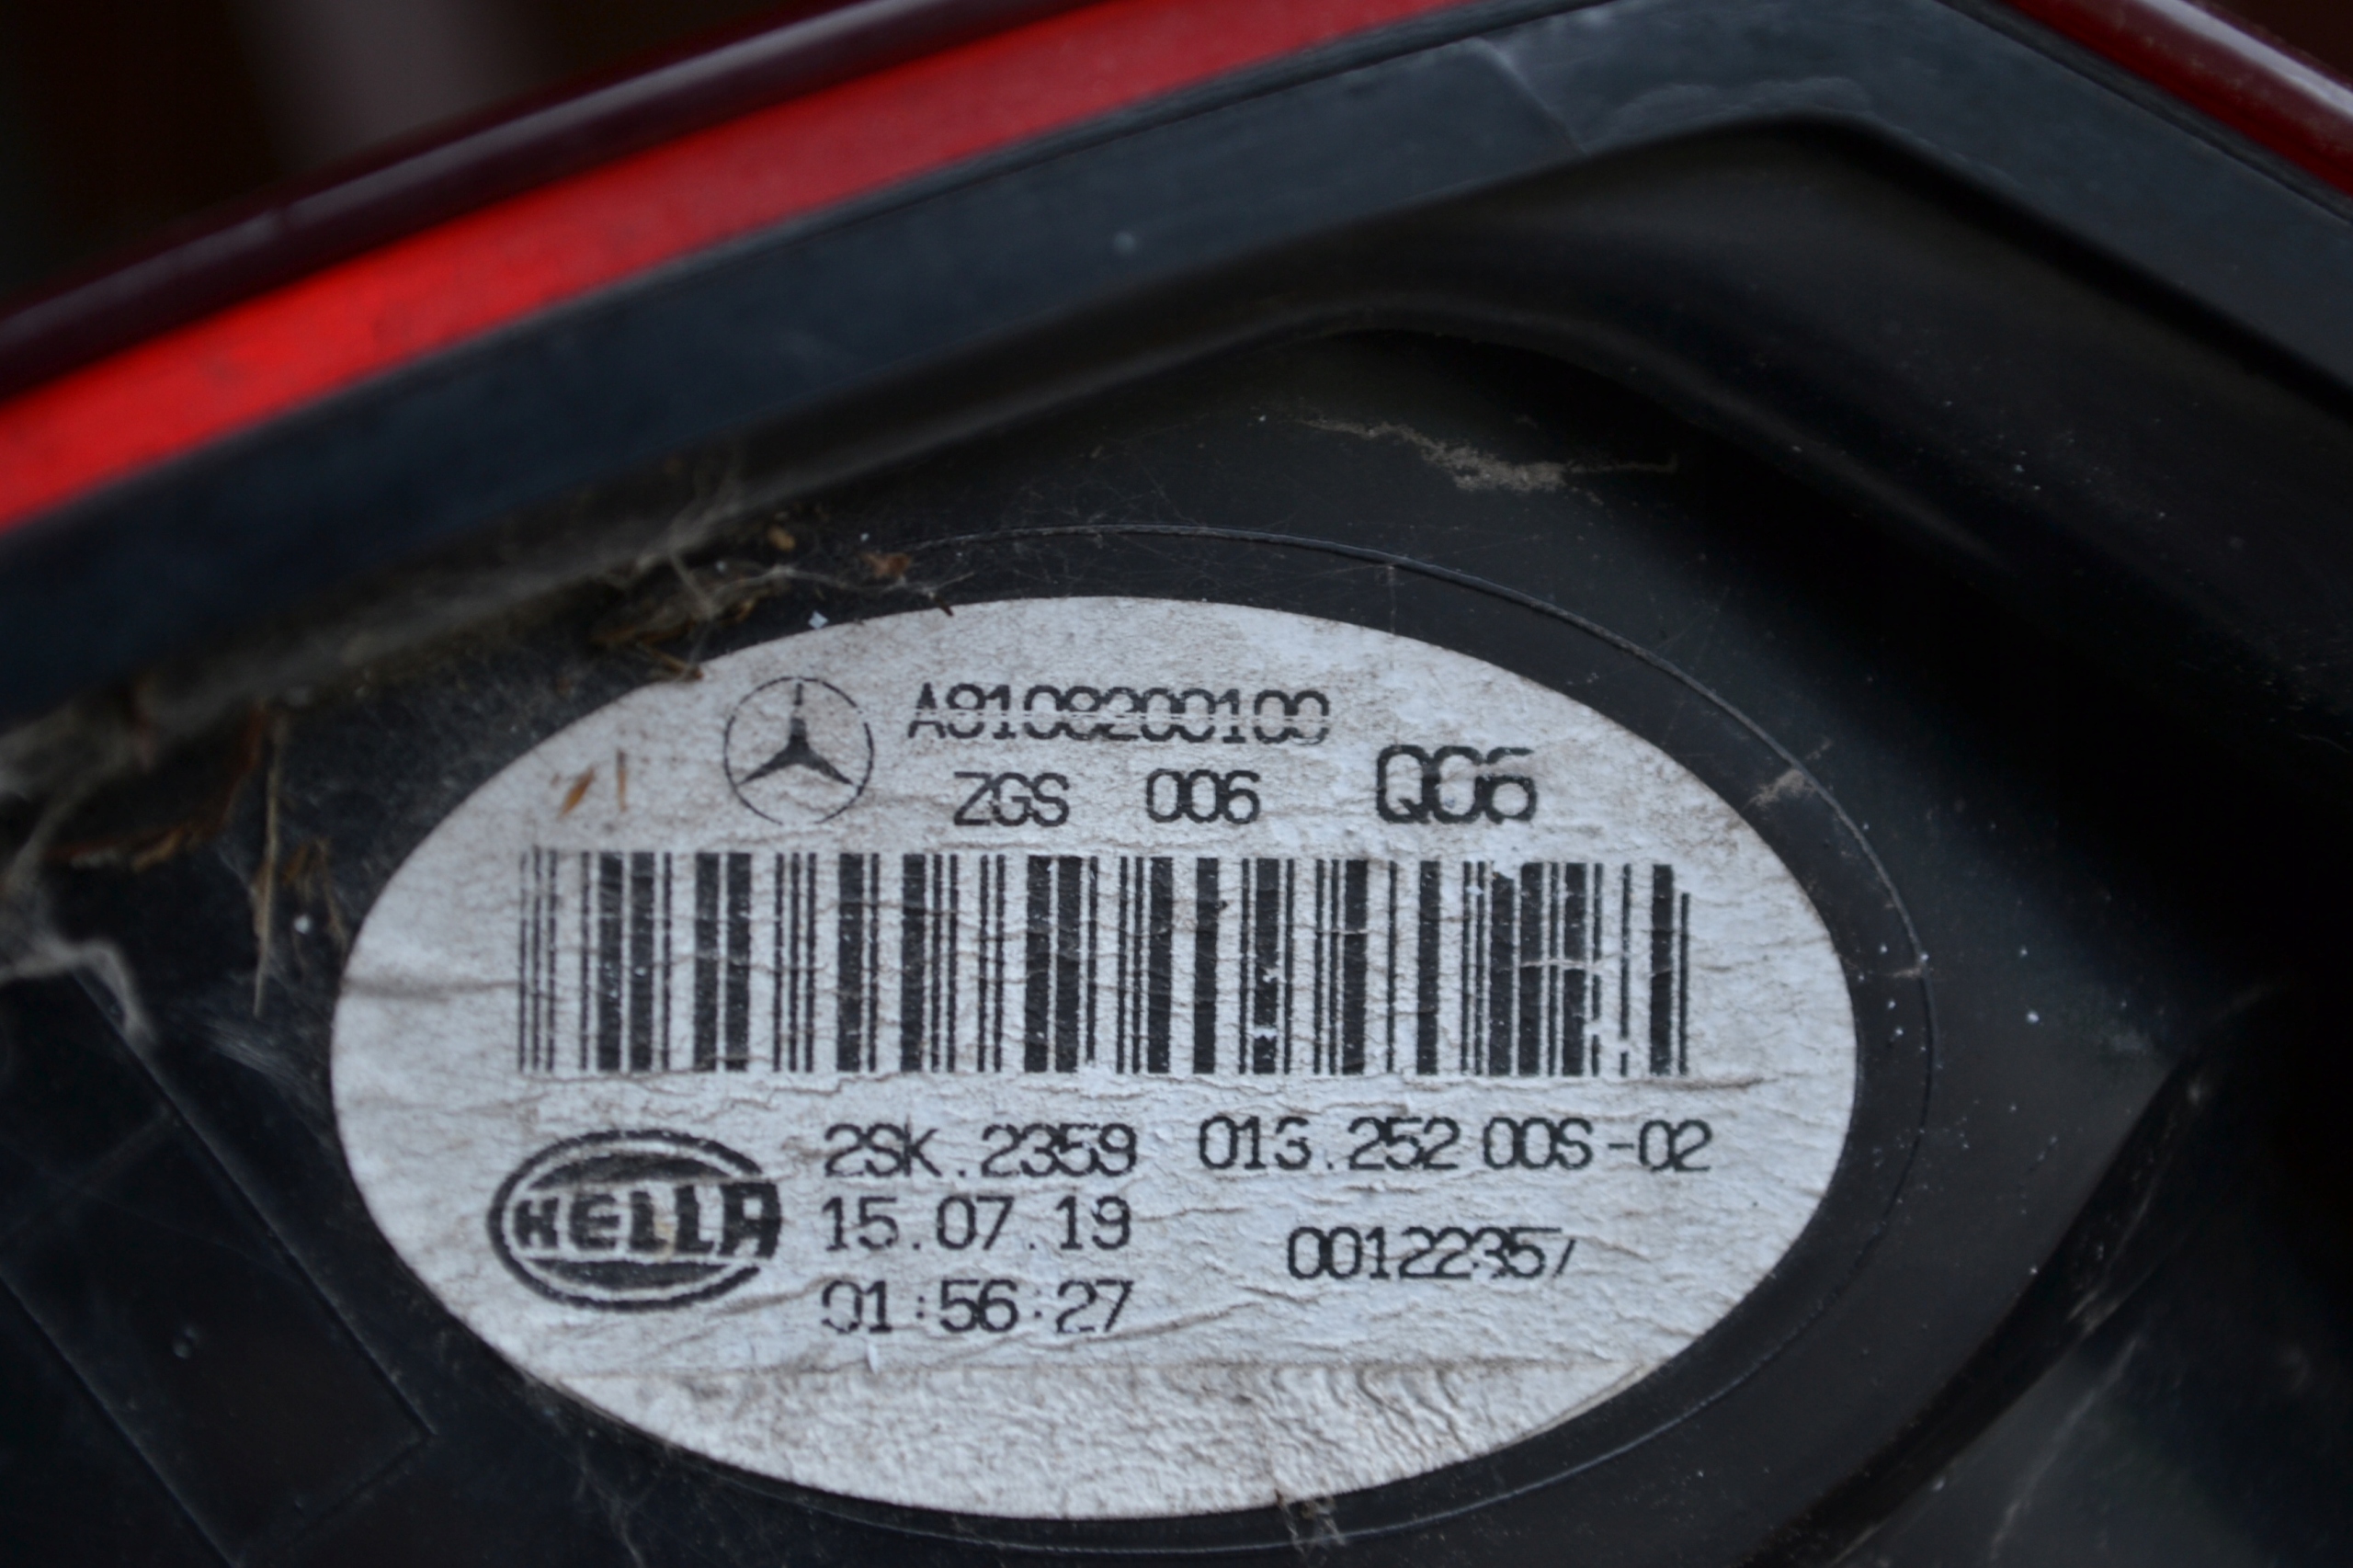 A9108200100
ZGS 006 Q06
2SK.2359 013.252 00S-02
HELLA
15.07.19
00122357
01:56:27